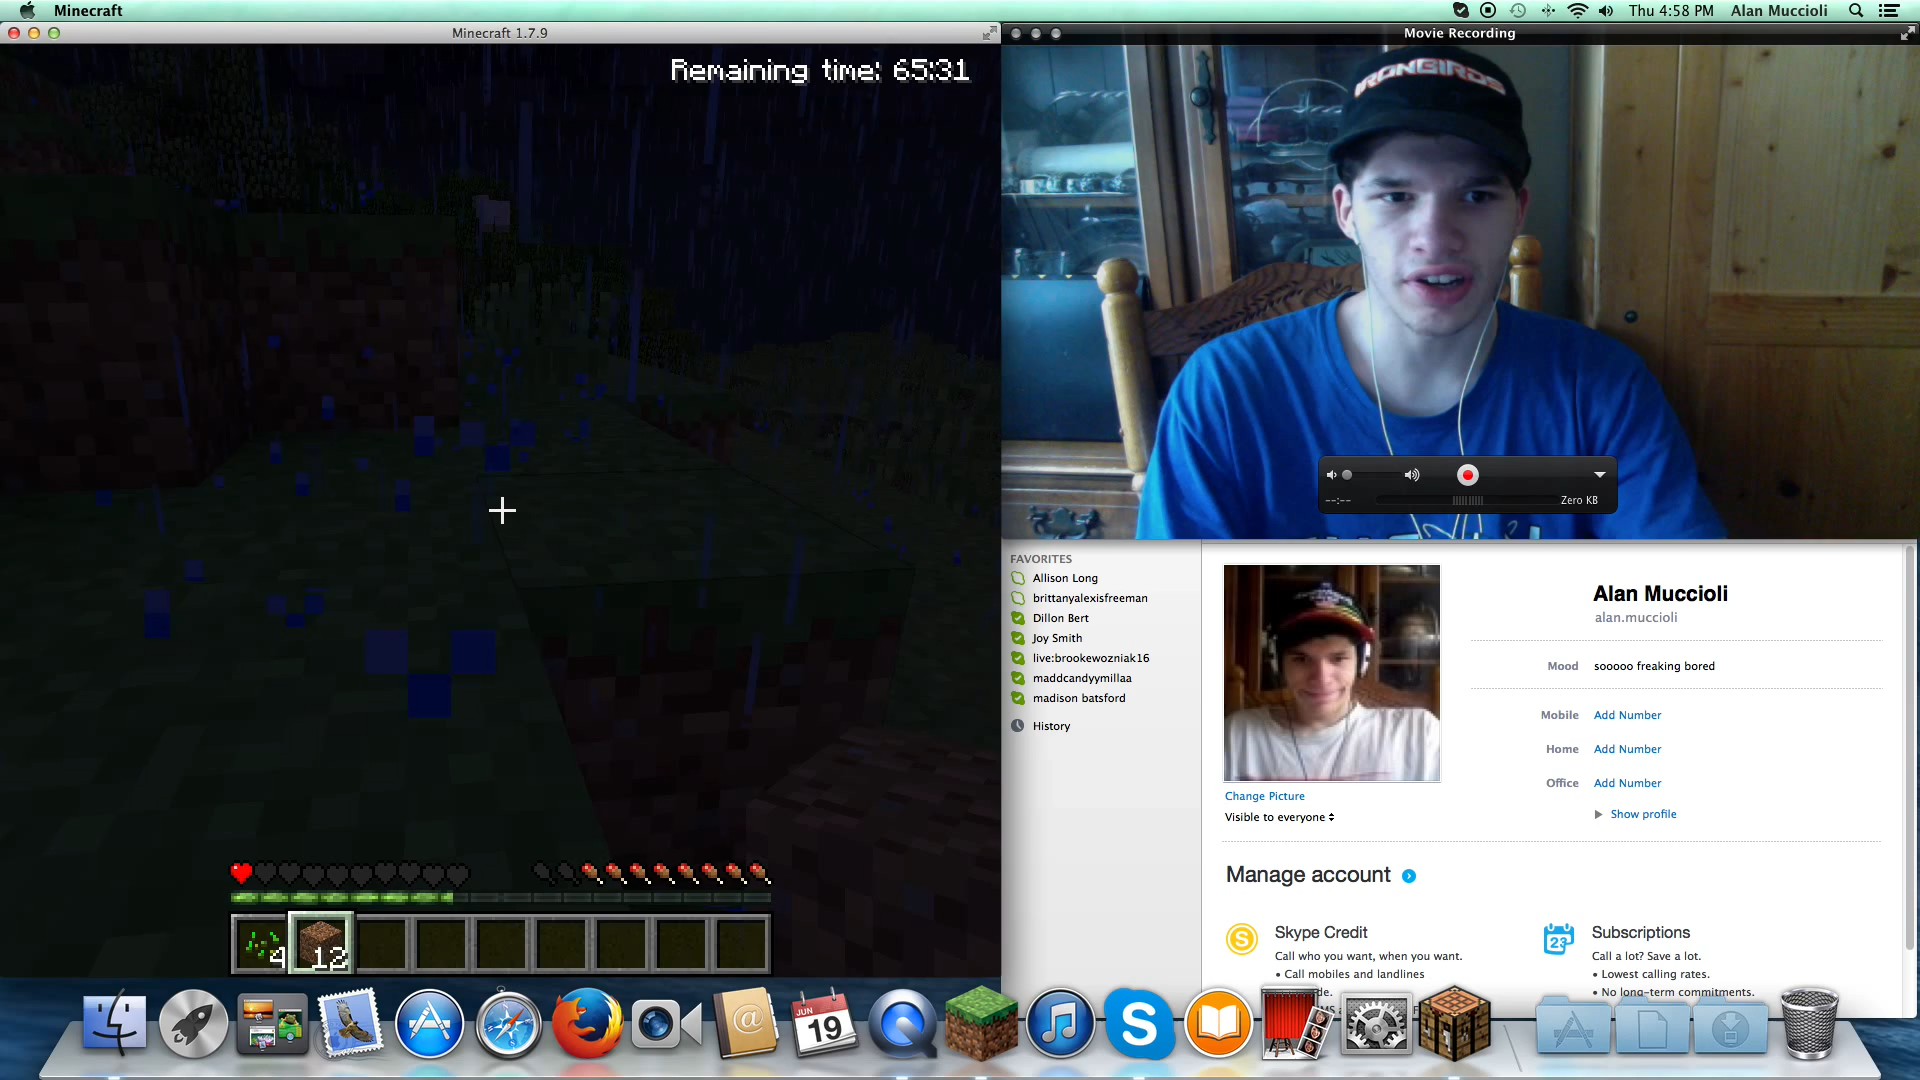 Minecraft
Thu 4:58 PM
Alan Muccioli
Minecraft 1.7.9
Movie Recording
Remaining time: 65:31
IRONBIRDS
--:--
Zero KB
FAVORITES
Allison Long
brittanyalexisfreeman
Dillon Bert
Joy Smith
live:brookewozniak16
maddcandyymillaa
madison batsford
History
Alan Muccioli
alan.muccioli
Mood sooooo freaking bored
Mobile Add Number
Home Add Number
Office Add Number
Show profile
Change Picture
Visible to everyone
Manage account
Skype Credit
Call who you want, when you want.
• Call mobiles and landlines
de.
23
Subscriptions
Call a lot? Save a lot.
• Lowest calling rates.
• No long-term commitments.
4
12
JUN
19